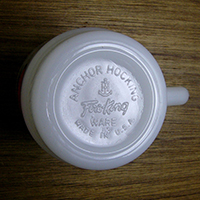 ANCHOR HOCKING
Fire King
WARE
MADE IN U.S.A.